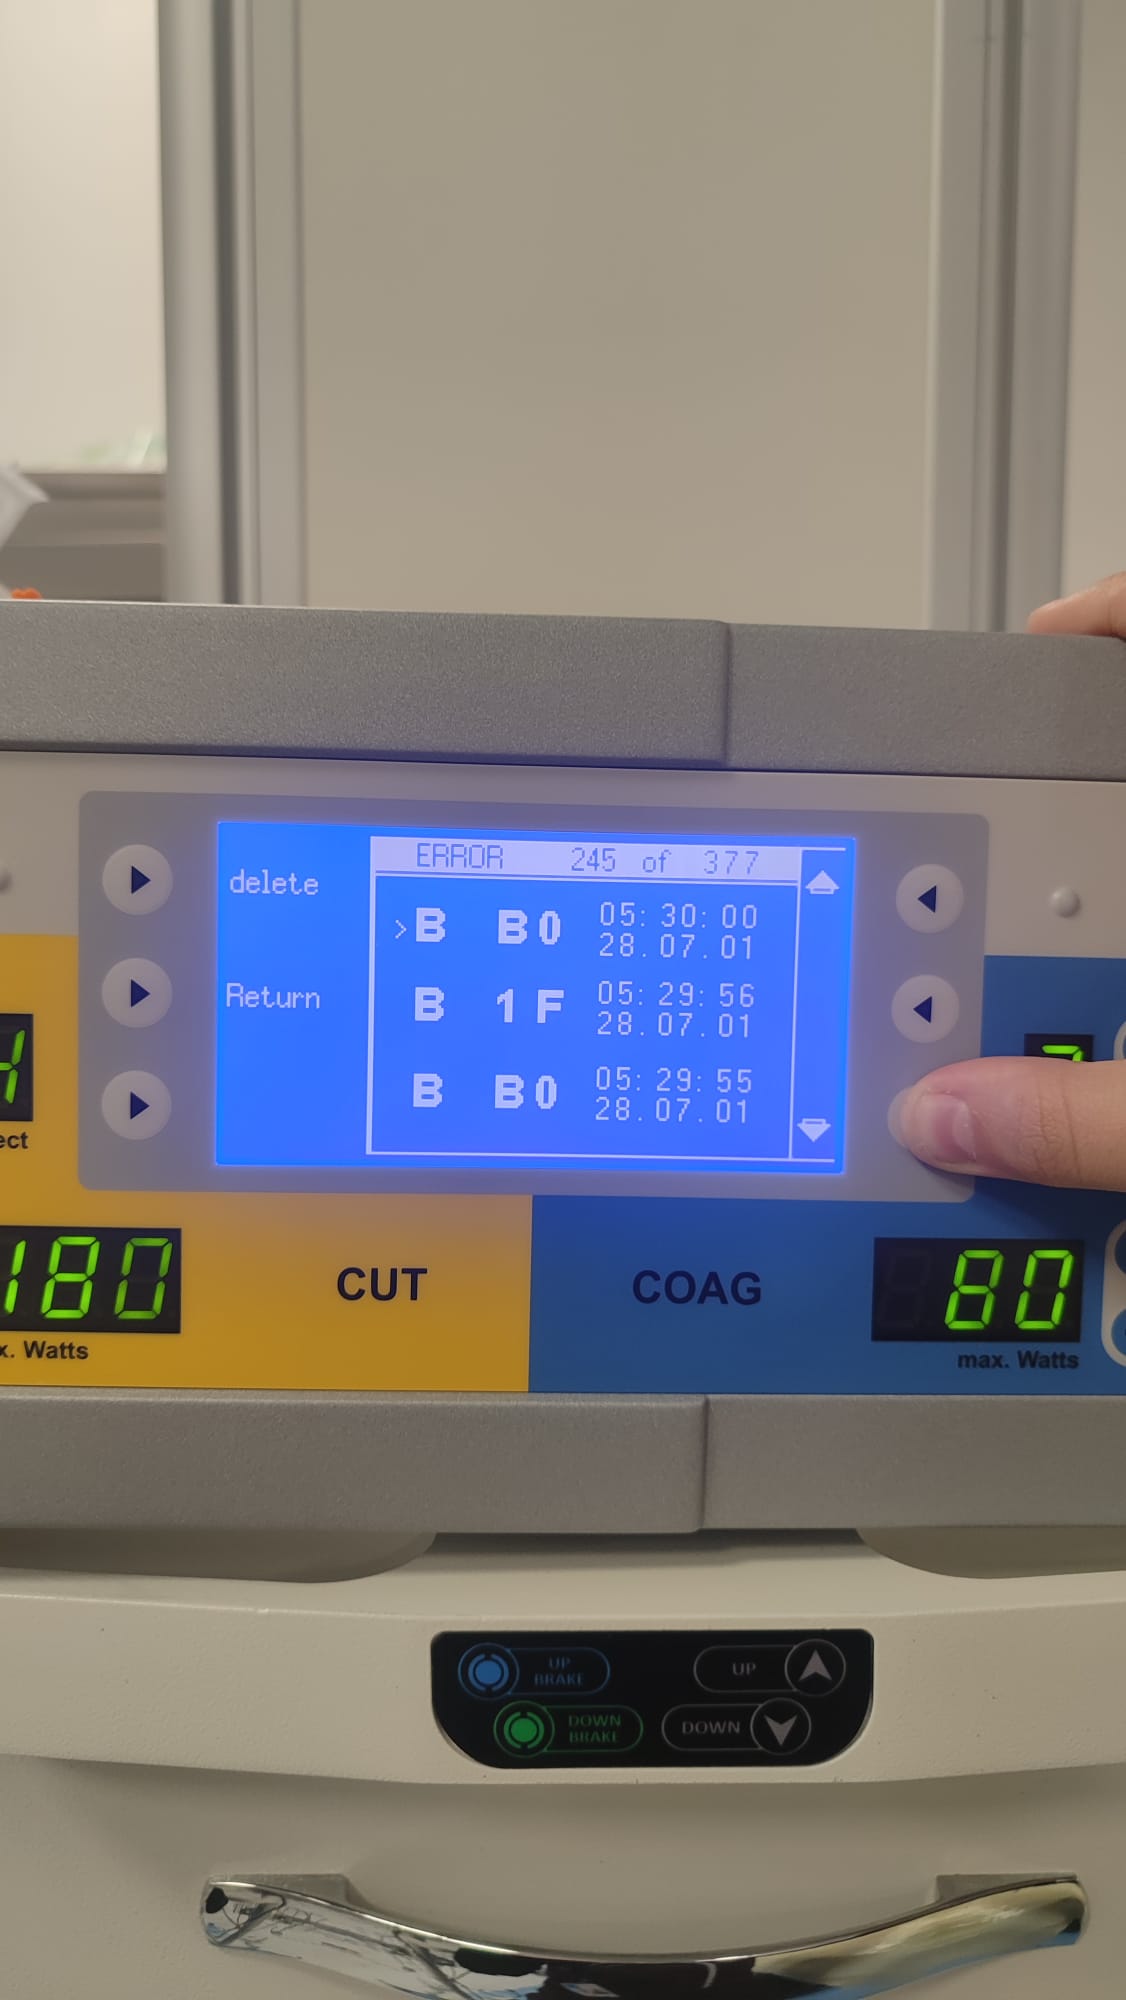 delete
Return
ERROR 245 of 377
>B B0 05:30:00
28.07.01
B 1F 05:29:56
28.07.01
B B0 05:29:55
28.07.01
180
CUT
COAG
80
max. Watts
UP
BRAKE
UP
DOWN
BRAKE
DOWN